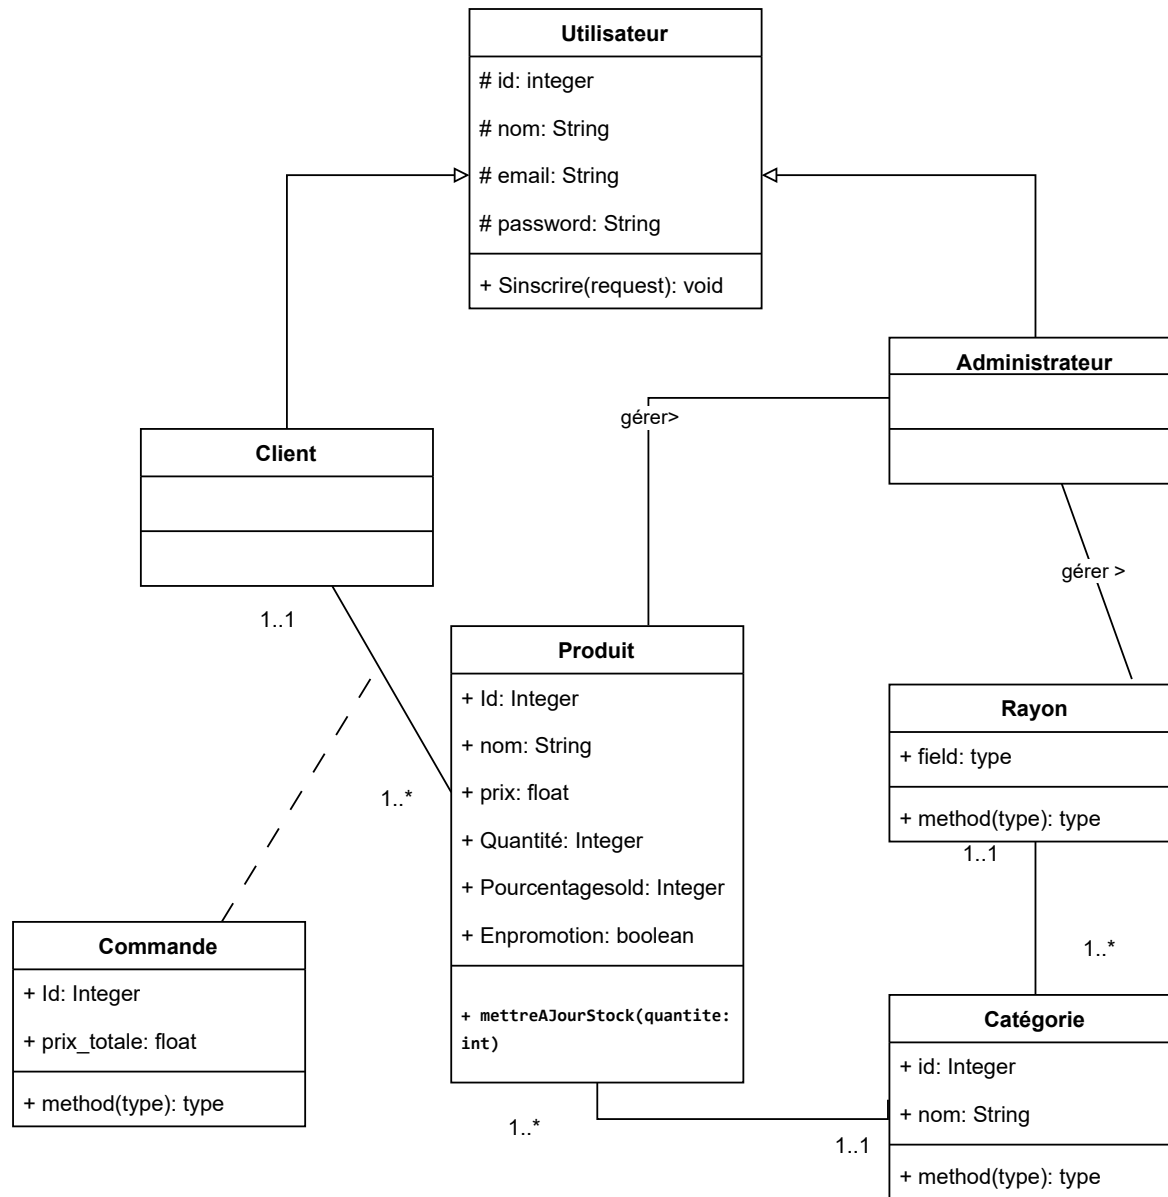 Utilisateur
# id: integer
# nom: String
# email: String
# password: String
+ Sinscrire(request): void
Administrateur
gérer>
Client
gérer >
1..1
Produit
+ Id: Integer
+ nom: String
+ prix: float
+ Quantité: Integer
+ Pourcentagesold: Integer
+ Enpromotion: boolean
+ mettreAJourStock(quantite:
int)
Rayon
+ field: type
+ method(type): type
1..1
1..*
1..*
Commande
+ Id: Integer
+ prix_totale: float
+ method(type): type
Catégorie
+ id: Integer
+ nom: String
+ method(type): type
1..*
1..1